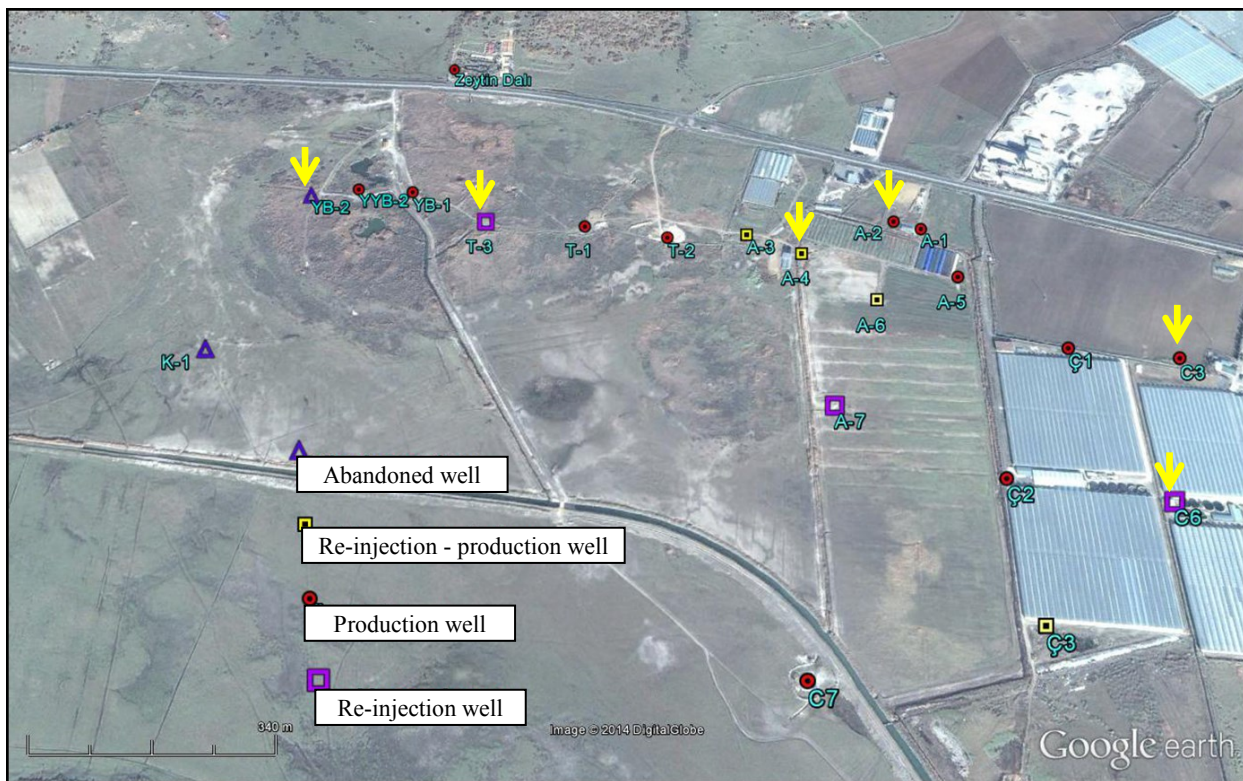 Zeytin Dalı
YB-2
YYB-2
YB-1
T-3
T-1
T-2
A-3
A-4
A-2
A-1
A-5
A-6
K-1
Ç1
C3
A-7
Ç2
C6
Abandoned well
Re-injection - production well
Production well
Ç3
Re-injection well
C7
340 m
Image © 2014 DigitalGlobe
Google earth